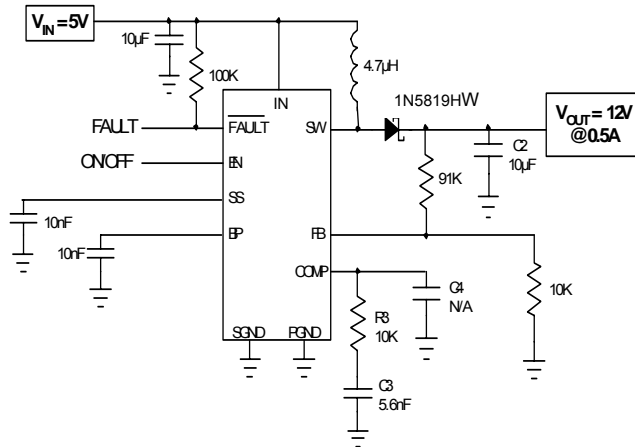 VIN = 5V
10µF
100K
4.7µH
1N5819HW
VOUT = 12V
@0.5A
IN
FAULT
FAULT
SW
C2
10µF
91K
ON/OFF
EN
SS
10nF
BP
10nF
FB
COMP
C4
N/A
R3
10K
10K
SGND
PGND
C3
5.6nF